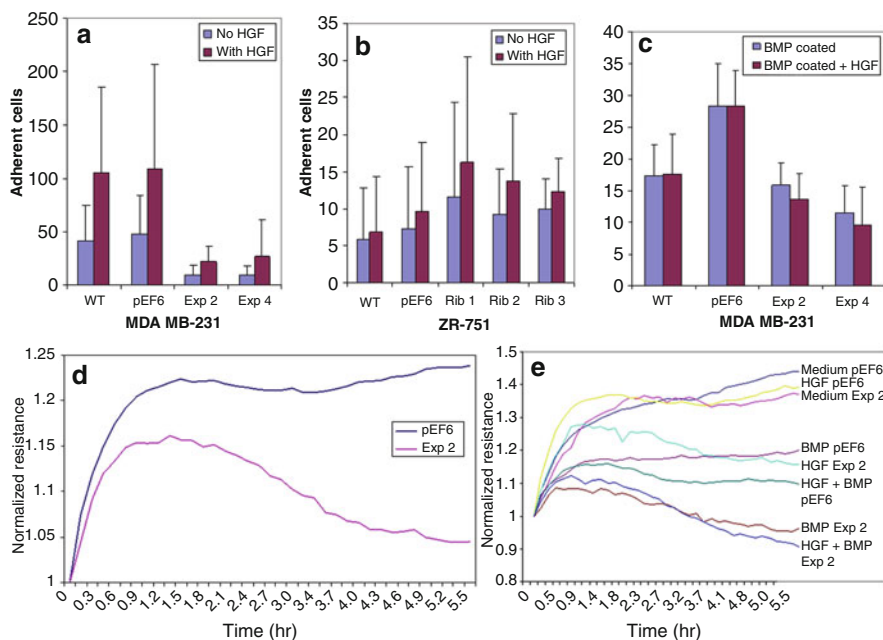 a
No HGF
With HGF
Adherent cells
250
200
150
100
50
0
WT pEF6 Exp 2 Exp 4
MDA MB-231
b
No HGF
With HGF
Adherent cells
35
30
25
20
15
10
5
0
WT pEF6 Rib 1 Rib 2 Rib 3
ZR-751
c
BMP coated
BMP coated + HGF
40
35
30
25
20
15
10
5
0
WT pEF6 Exp 2 Exp 4
MDA MB-231
d
pEF6
Exp 2
Normalized resistance
1.25
1.2
1.15
1.1
1.05
1
0 0.3 0.6 0.9 1.2 1.5 1.8 2.1 2.4 2.7 3.0 3.4 3.7 4.0 4.3 4.6 4.9 5.2 5.5
Time (hr)
e
Normalized resistance
1.5
1.4
1.3
1.2
1.1
1
0.9
0.8
0 0.5 0.9 1.4 1.8 2.3 2.7 3.2 3.7 4.1 4.6 5.0 5.5
Time (hr)
Medium pEF6
HGF pEF6
Medium Exp 2
BMP pEF6
HGF Exp 2
HGF + BMP
pEF6
BMP Exp 2
HGF + BMP
Exp 2